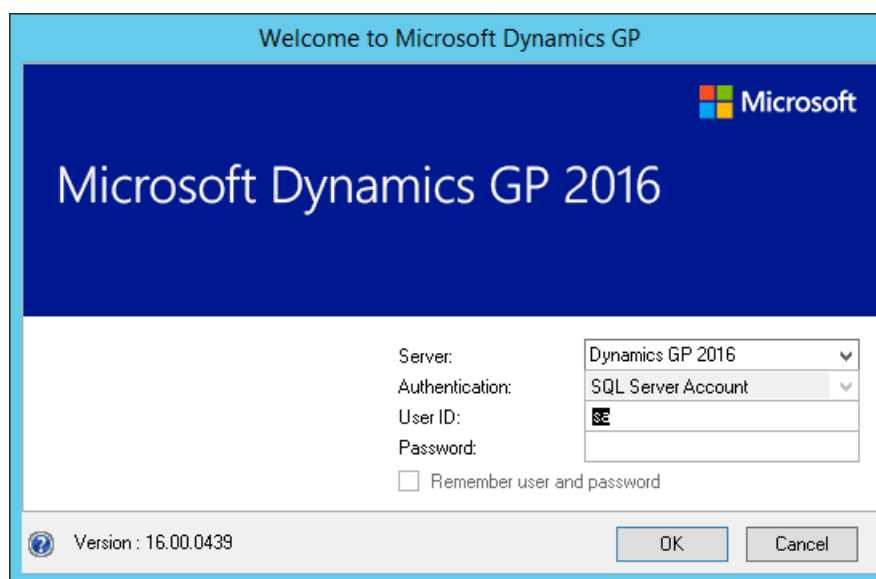 Welcome to Microsoft Dynamics GP
Microsoft
Microsoft Dynamics GP 2016
Server: Dynamics GP 2016
Authentication: SQL Server Account
User ID: sa
Password:
Remember user and password
Version : 16.00.0439 OK Cancel